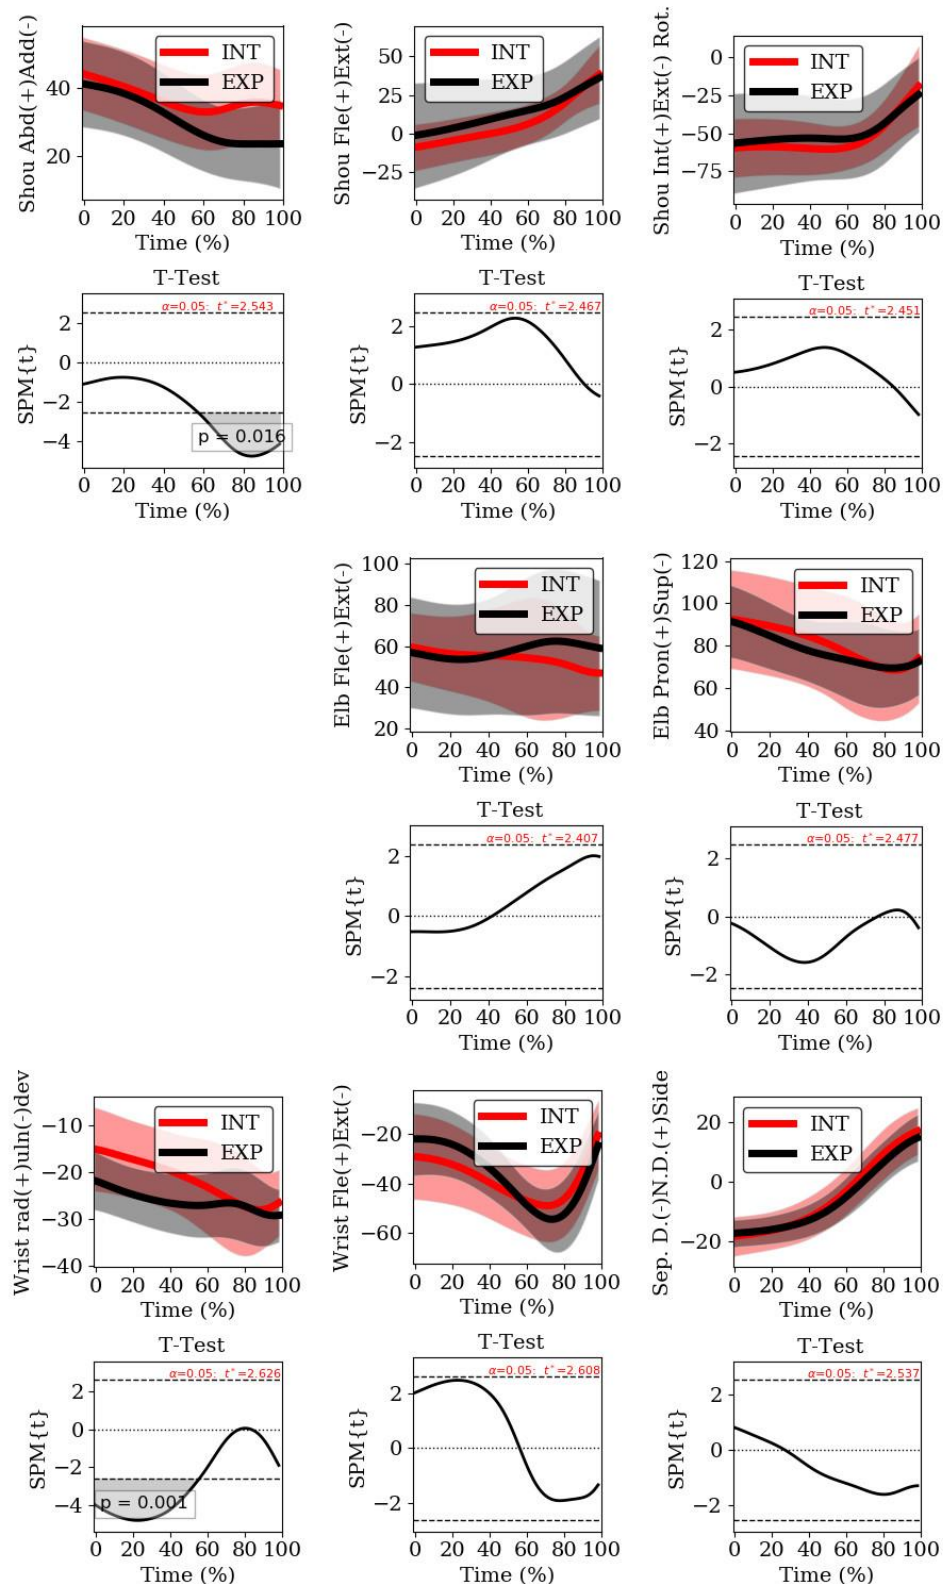 Shou Abd(+)Add(-)
40
20
INT
EXP
0 20 40 60 80 100
Time (%)
Shou Fle(+)Ext(-)
50
25
0
−25
INT
EXP
0 20 40 60 80 100
Time (%)
Shou Int(+)Ext(-) Rot.
0
−25
−50
−75
INT
EXP
0 20 40 60 80 100
Time (%)
T-Test
α=0.05: t*=2.543
SPM{t}
2
0
−2
−4
p = 0.016
0 20 40 60 80 100
Time (%)
T-Test
α=0.05: t*=2.467
SPM{t}
2
0
−2
0 20 40 60 80 100
Time (%)
T-Test
α=0.05: t*=2.451
SPM{t}
2
0
−2
0 20 40 60 80 100
Time (%)
Elb Fle(+)Ext(-)
100
80
60
40
20
INT
EXP
0 20 40 60 80 100
Time (%)
Elb Pron(+)Sup(-)
120
100
80
60
40
INT
EXP
0 20 40 60 80 100
Time (%)
T-Test
α=0.05: t*=2.407
SPM{t}
2
0
−2
0 20 40 60 80 100
Time (%)
T-Test
α=0.05: t*=2.477
SPM{t}
2
0
−2
0 20 40 60 80 100
Time (%)
Wrist rad(+)uln(-)dev
−10
−20
−30
−40
INT
EXP
0 20 40 60 80 100
Time (%)
Wrist Fle(+)Ext(-)
−20
−40
−60
INT
EXP
0 20 40 60 80 100
Time (%)
Sep. D.(-)N.D.(+)Side
20
0
−20
INT
EXP
0 20 40 60 80 100
Time (%)
T-Test
α=0.05: t*=2.626
SPM{t}
2
0
−2
−4
p = 0.001
0 20 40 60 80 100
Time (%)
T-Test
α=0.05: t*=2.608
SPM{t}
2
0
−2
0 20 40 60 80 100
Time (%)
T-Test
α=0.05: t*=2.537
SPM{t}
2
0
−2
0 20 40 60 80 100
Time (%)